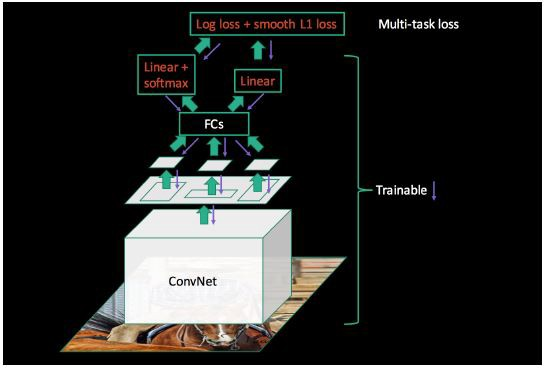 Log loss + smooth L1 loss
Multi-task loss
Linear +
softmax
Linear
FCs
Trainable
ConvNet